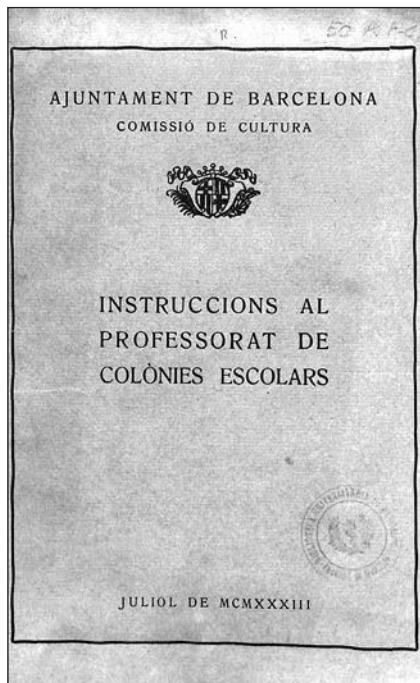 R.
AJUNTAMENT DE BARCELONA
COMISSIÓ DE CULTURA
INSTRUCCIONS AL
PROFESSORAT DE
COLÒNIES ESCOLARS
JULIOL DE MCMXXXIII